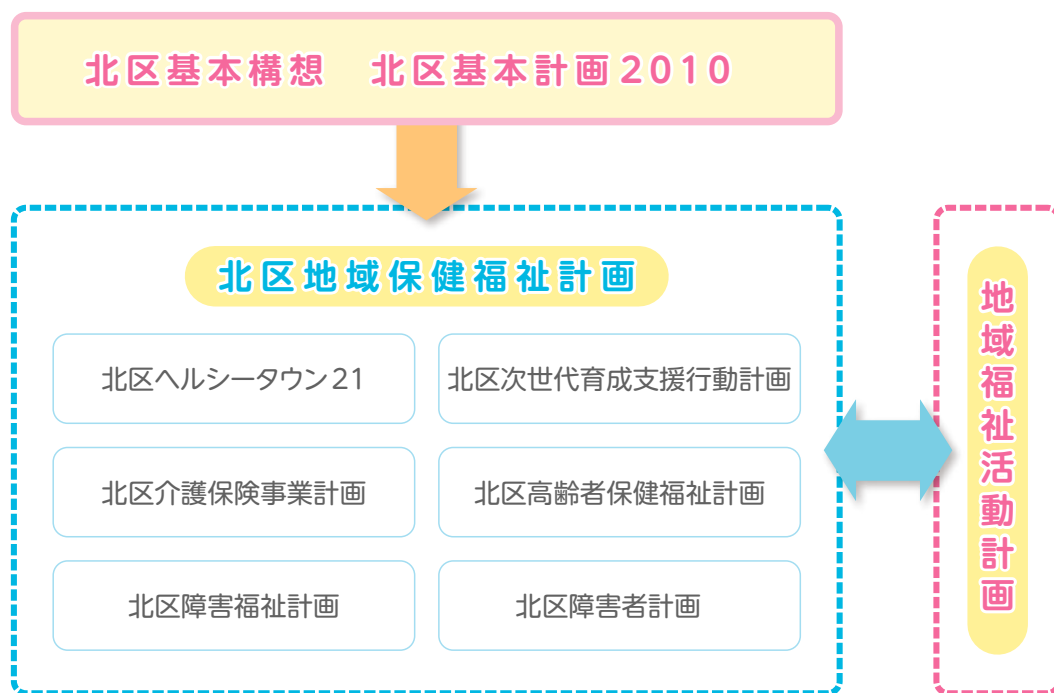 北区基本構想　北区基本計画2010
北区地域保健福祉計画
北区ヘルシータウン21
北区次世代育成支援行動計画
北区介護保険事業計画
北区高齢者保健福祉計画
北区障害福祉計画
北区障害者計画
地域福祉活動計画